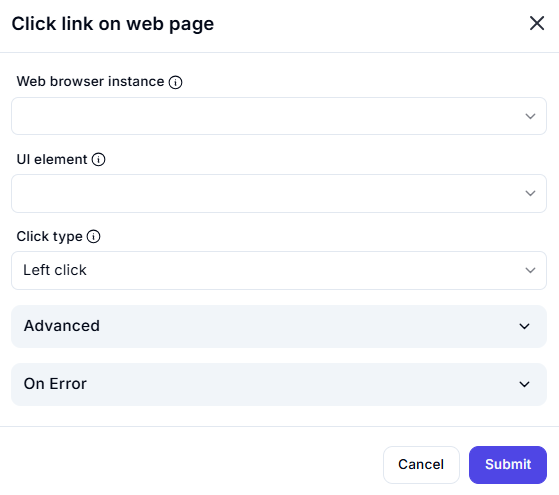 Click link on web page
Web browser instance
UI element
Click type
Left click
Advanced
On Error
Cancel
Submit